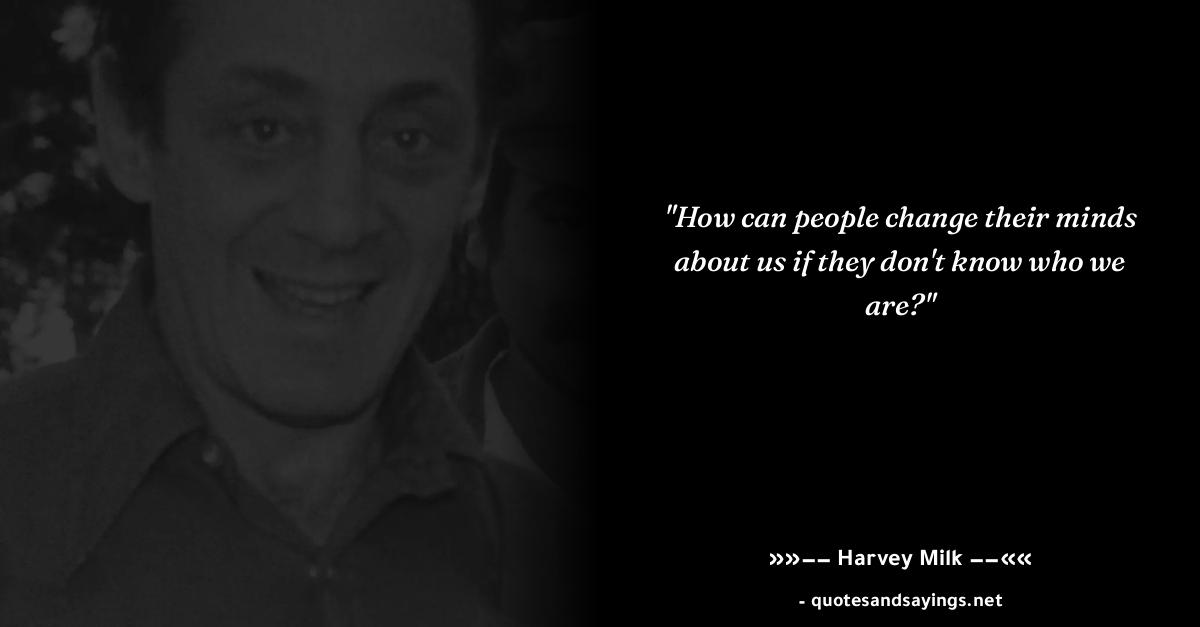 "How can people change their minds
about us if they don't know who we
are?"
»»–– Harvey Milk ––««
- quotesandsayings.net